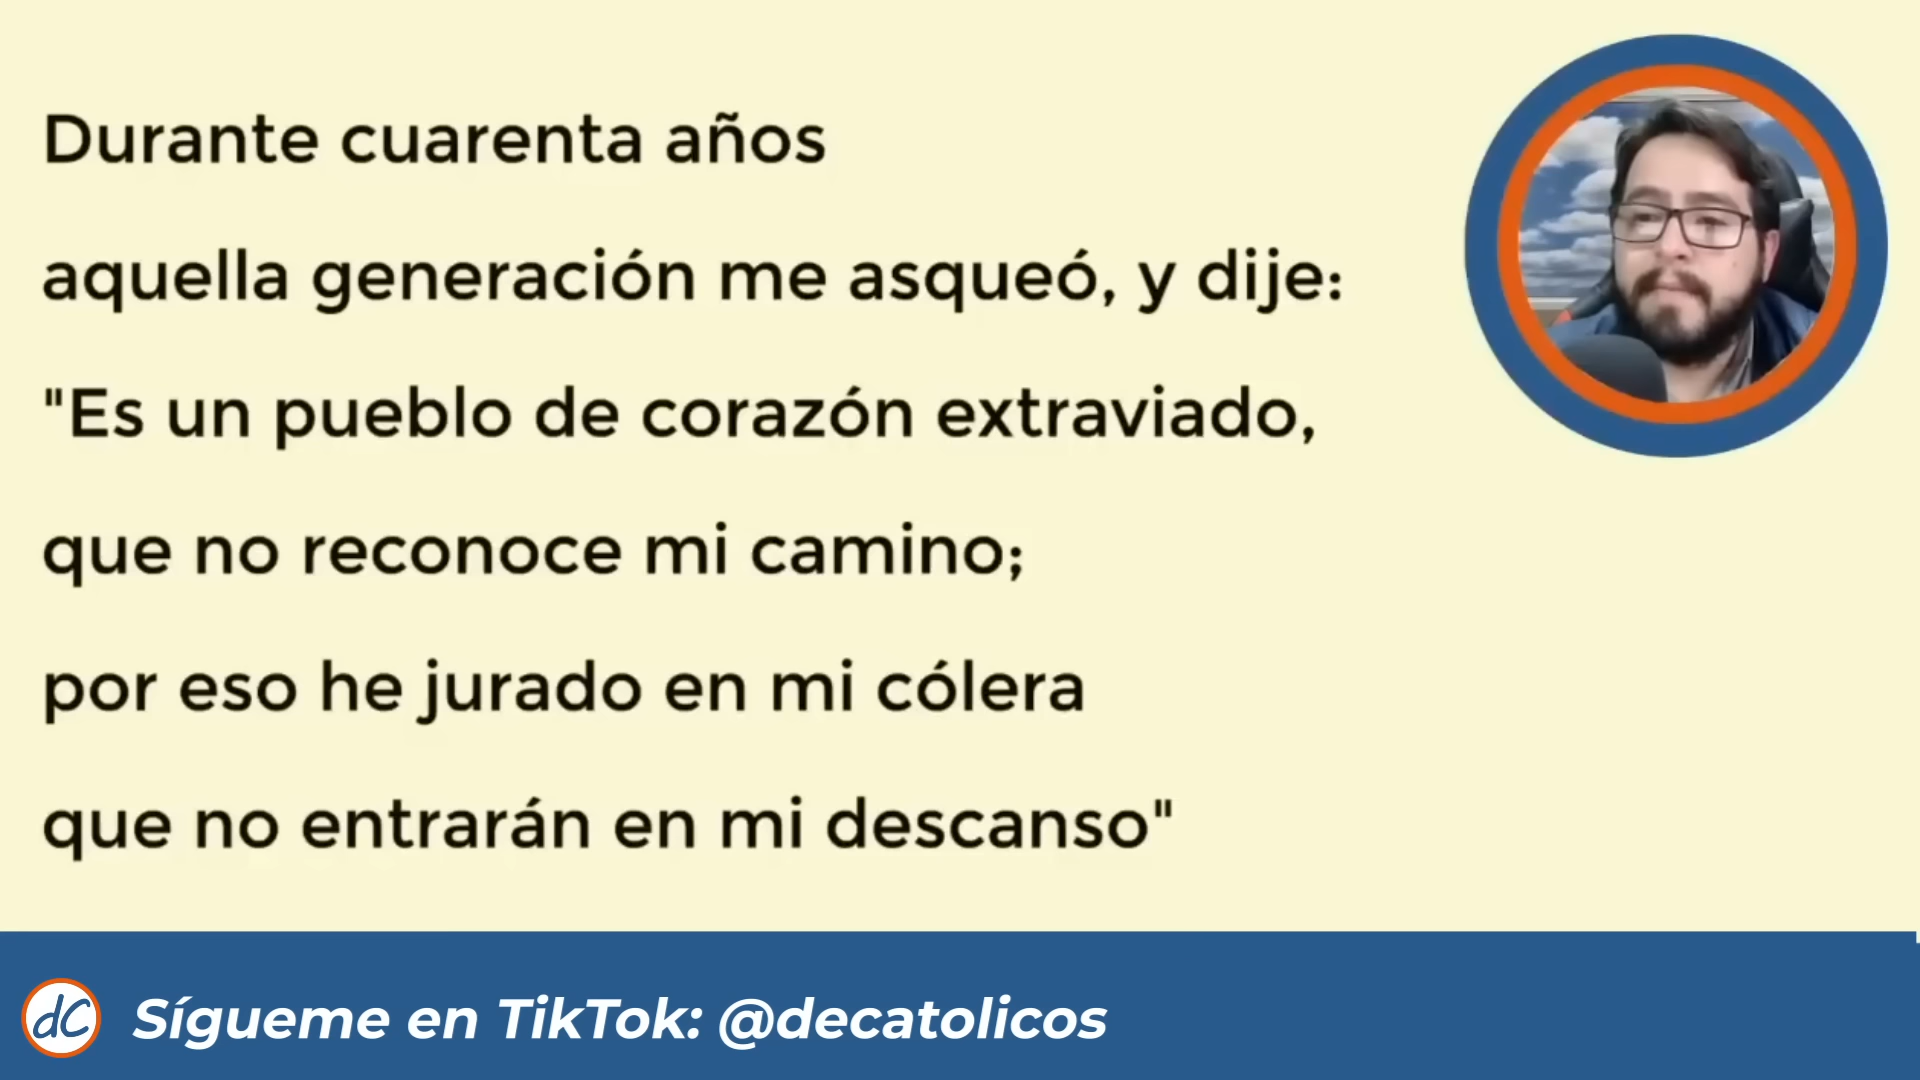 Durante cuarenta años
aquella generación me asqueó, y dije:
"Es un pueblo de corazón extraviado,
que no reconoce mi camino;
por eso he jurado en mi cólera
que no entrarán en mi descanso"
dC Sígueme en TikTok: @decatolicos